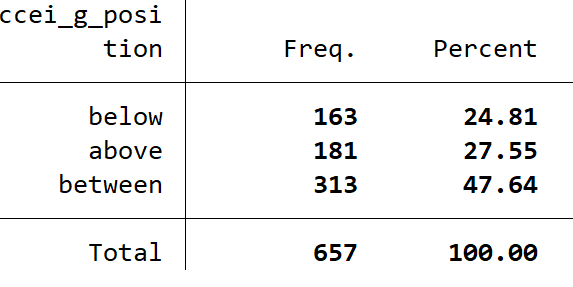 ccei_g_posi
tion Freq. Percent
below 163 24.81
above 181 27.55
between 313 47.64
Total 657 100.00